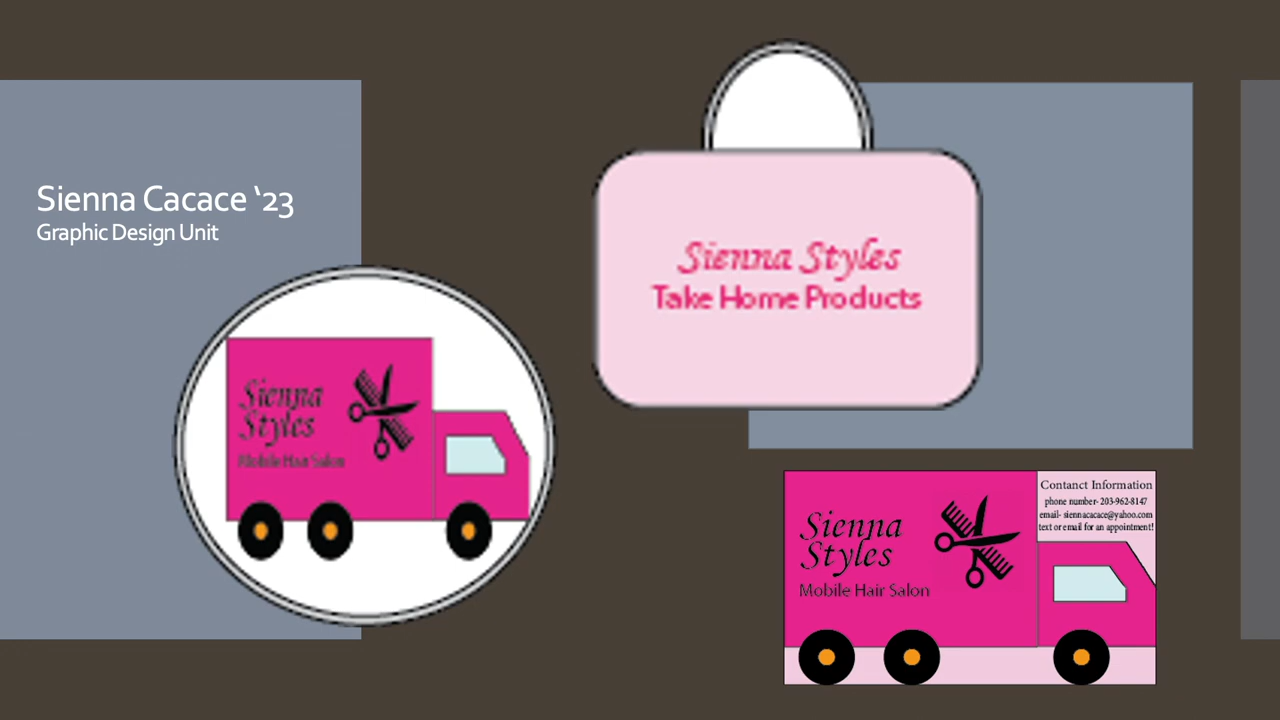 Sienna Cacace ‘23
Graphic Design Unit
Sienna Styles
Take Home Products
Sienna
Styles
Mobile Hair Salon
Sienna
Styles
Mobile Hair Salon
Contanct Information
phone number- 203-962-8147
email- siennacacace@yahoo.com
text or email for an appointment!